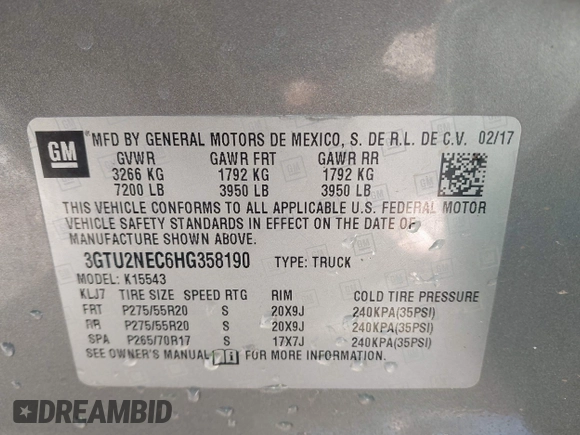 GM
MFD BY GENERAL MOTORS DE MEXICO, S. DE R.L. DE C.V. 02/17
GVWR GAWR FRT GAWR RR
3266 KG 1792 KG 1792 KG
7200 LB 3950 LB 3950 LB
THIS VEHICLE CONFORMS TO ALL APPLICABLE U.S. FEDERAL MOTOR
VEHICLE SAFETY STANDARDS IN EFFECT ON THE DATE OF
MANUFACTURE SHOWN ABOVE.
3GTU2NEC6HG358190 TYPE: TRUCK
MODEL: K15543
KLJ7 TIRE SIZE SPEED RTG RIM COLD TIRE PRESSURE
FRT P275/55R20 S 20X9J 240KPA(35PSI)
RR P275/55R20 S 20X9J 240KPA(35PSI)
SPA P265/70R17 S 17X7J 240KPA(35PSI)
SEE OWNER'S MANUAL FOR MORE INFORMATION.
DREAMBID